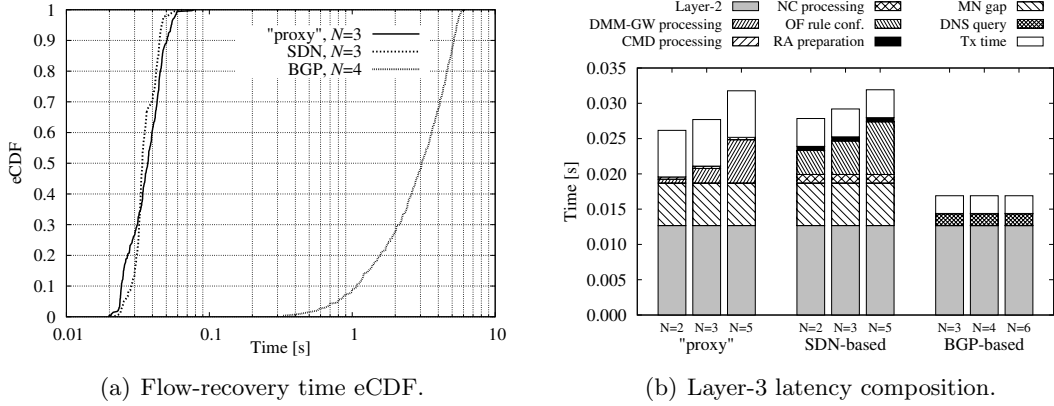 1
0.9
0.8
0.7
0.6
0.5
0.4
0.3
0.2
0.1
0
eCDF
"proxy", N=3
SDN, N=3
BGP, N=4
0.01 0.1 1 10
Time [s]
(a) Flow-recovery time eCDF.
Layer-2 NC processing MN gap
DMM-GW processing OF rule conf. DNS query
CMD processing RA preparation Tx time
0.035
0.030
0.025
0.020
0.015
0.010
0.005
0.000
Time [s]
N=2 N=3 N=5 N=2 N=3 N=5 N=3 N=4 N=6
"proxy" SDN-based BGP-based
(b) Layer-3 latency composition.